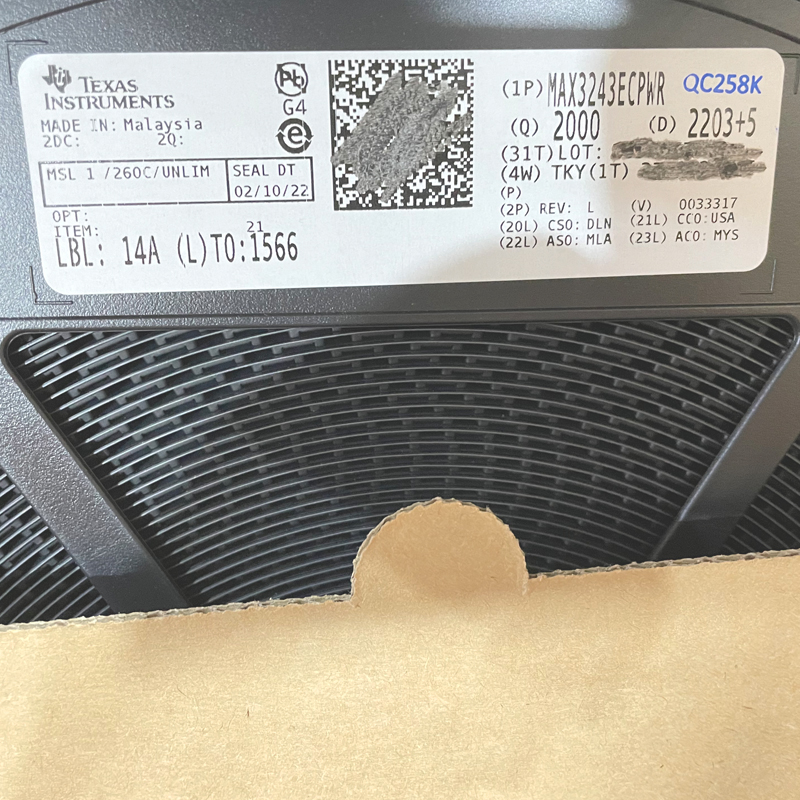 TEXAS
INSTRUMENTS
MADE IN: Malaysia
2DC: 2Q:
MSL 1 /260C/UNLIM
SEAL DT
02/10/22
OPT:
ITEM: 21
LBL: 14A (L)TO:1566
Pb
G4
e
(1P) MAX3243ECPWR QC258K
(Q) 2000 (D) 2203+5
(31T) LOT:
(4W) TKY (1T)
(P)
(2P) REV: L (V) 0033317
(20L) CSO: DLN (21L) CCO:USA
(22L) ASO: MLA (23L) ACO: MYS